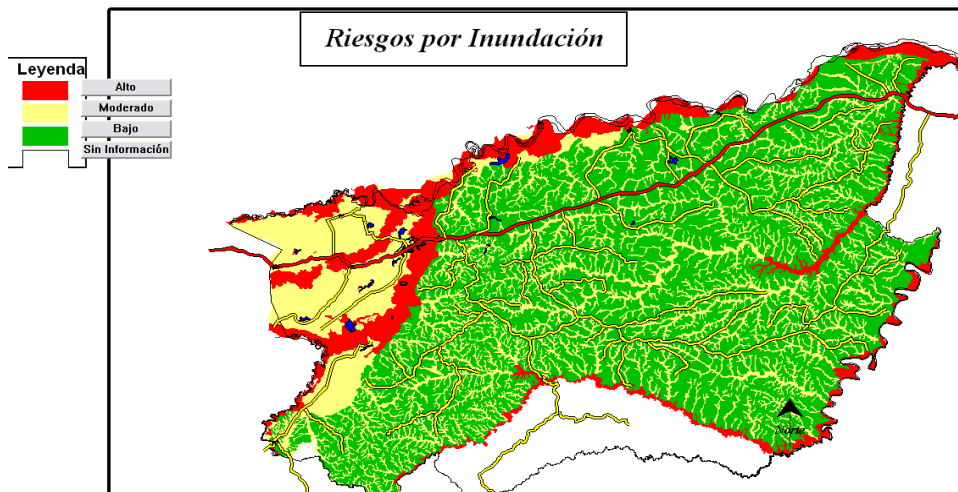 Riesgos por Inundación
Leyenda
Alto
Moderado
Bajo
Sin Información
Norte